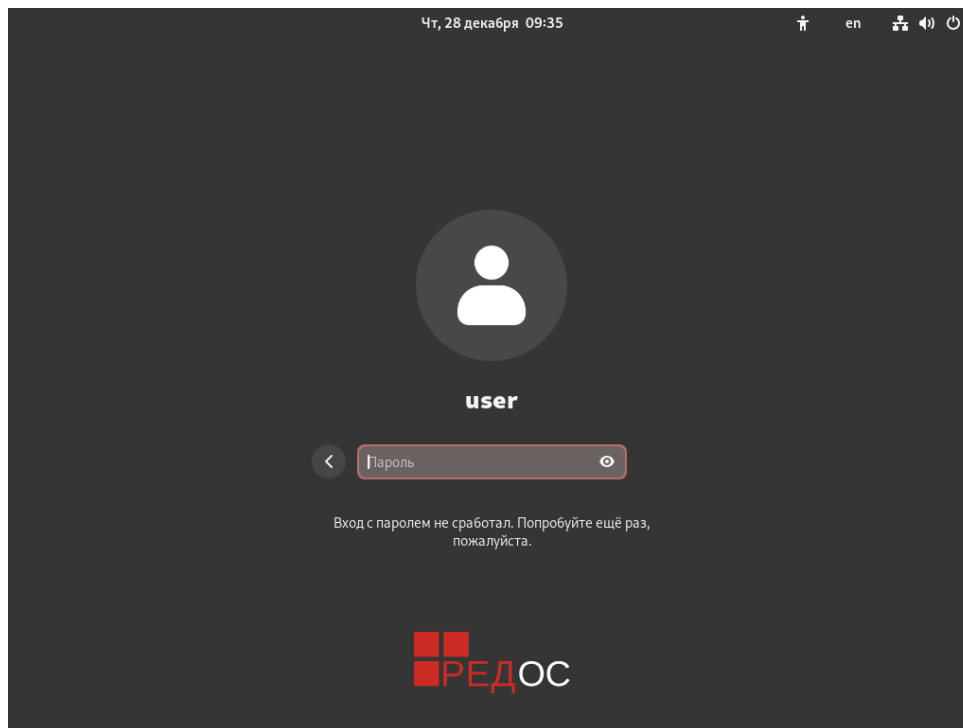 Чт, 28 декабря 09:35
en
user
Пароль
Вход с паролем не сработал. Попробуйте ещё раз,
пожалуйста.
РЕДОС